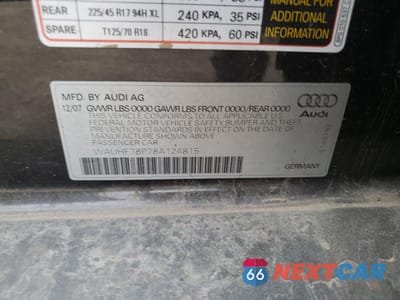 REAR 225/45 R17 94H XL 240 KPA, 35 PSI
SPARE T125/70 R18 420 KPA, 60 PSI
MANUAL FOR
ADDITIONAL
INFORMATION
MFD. BY AUDI AG
12/07 GVWR LBS 0000 GAWR LBS FRONT 0000/REAR 0000
THIS VEHICLE CONFORMS TO ALL APPLICABLE U.S.
FEDERAL MOTOR VEHICLE SAFETY, BUMPER AND THEFT
PREVENTION STANDARDS IN EFFECT ON THE
DATE OF MANUFACTURE SHOWN ABOVE.
PASSENGER CAR
WAUHF78P78A124816
Audi
GERMANY
66 NEXTCAR